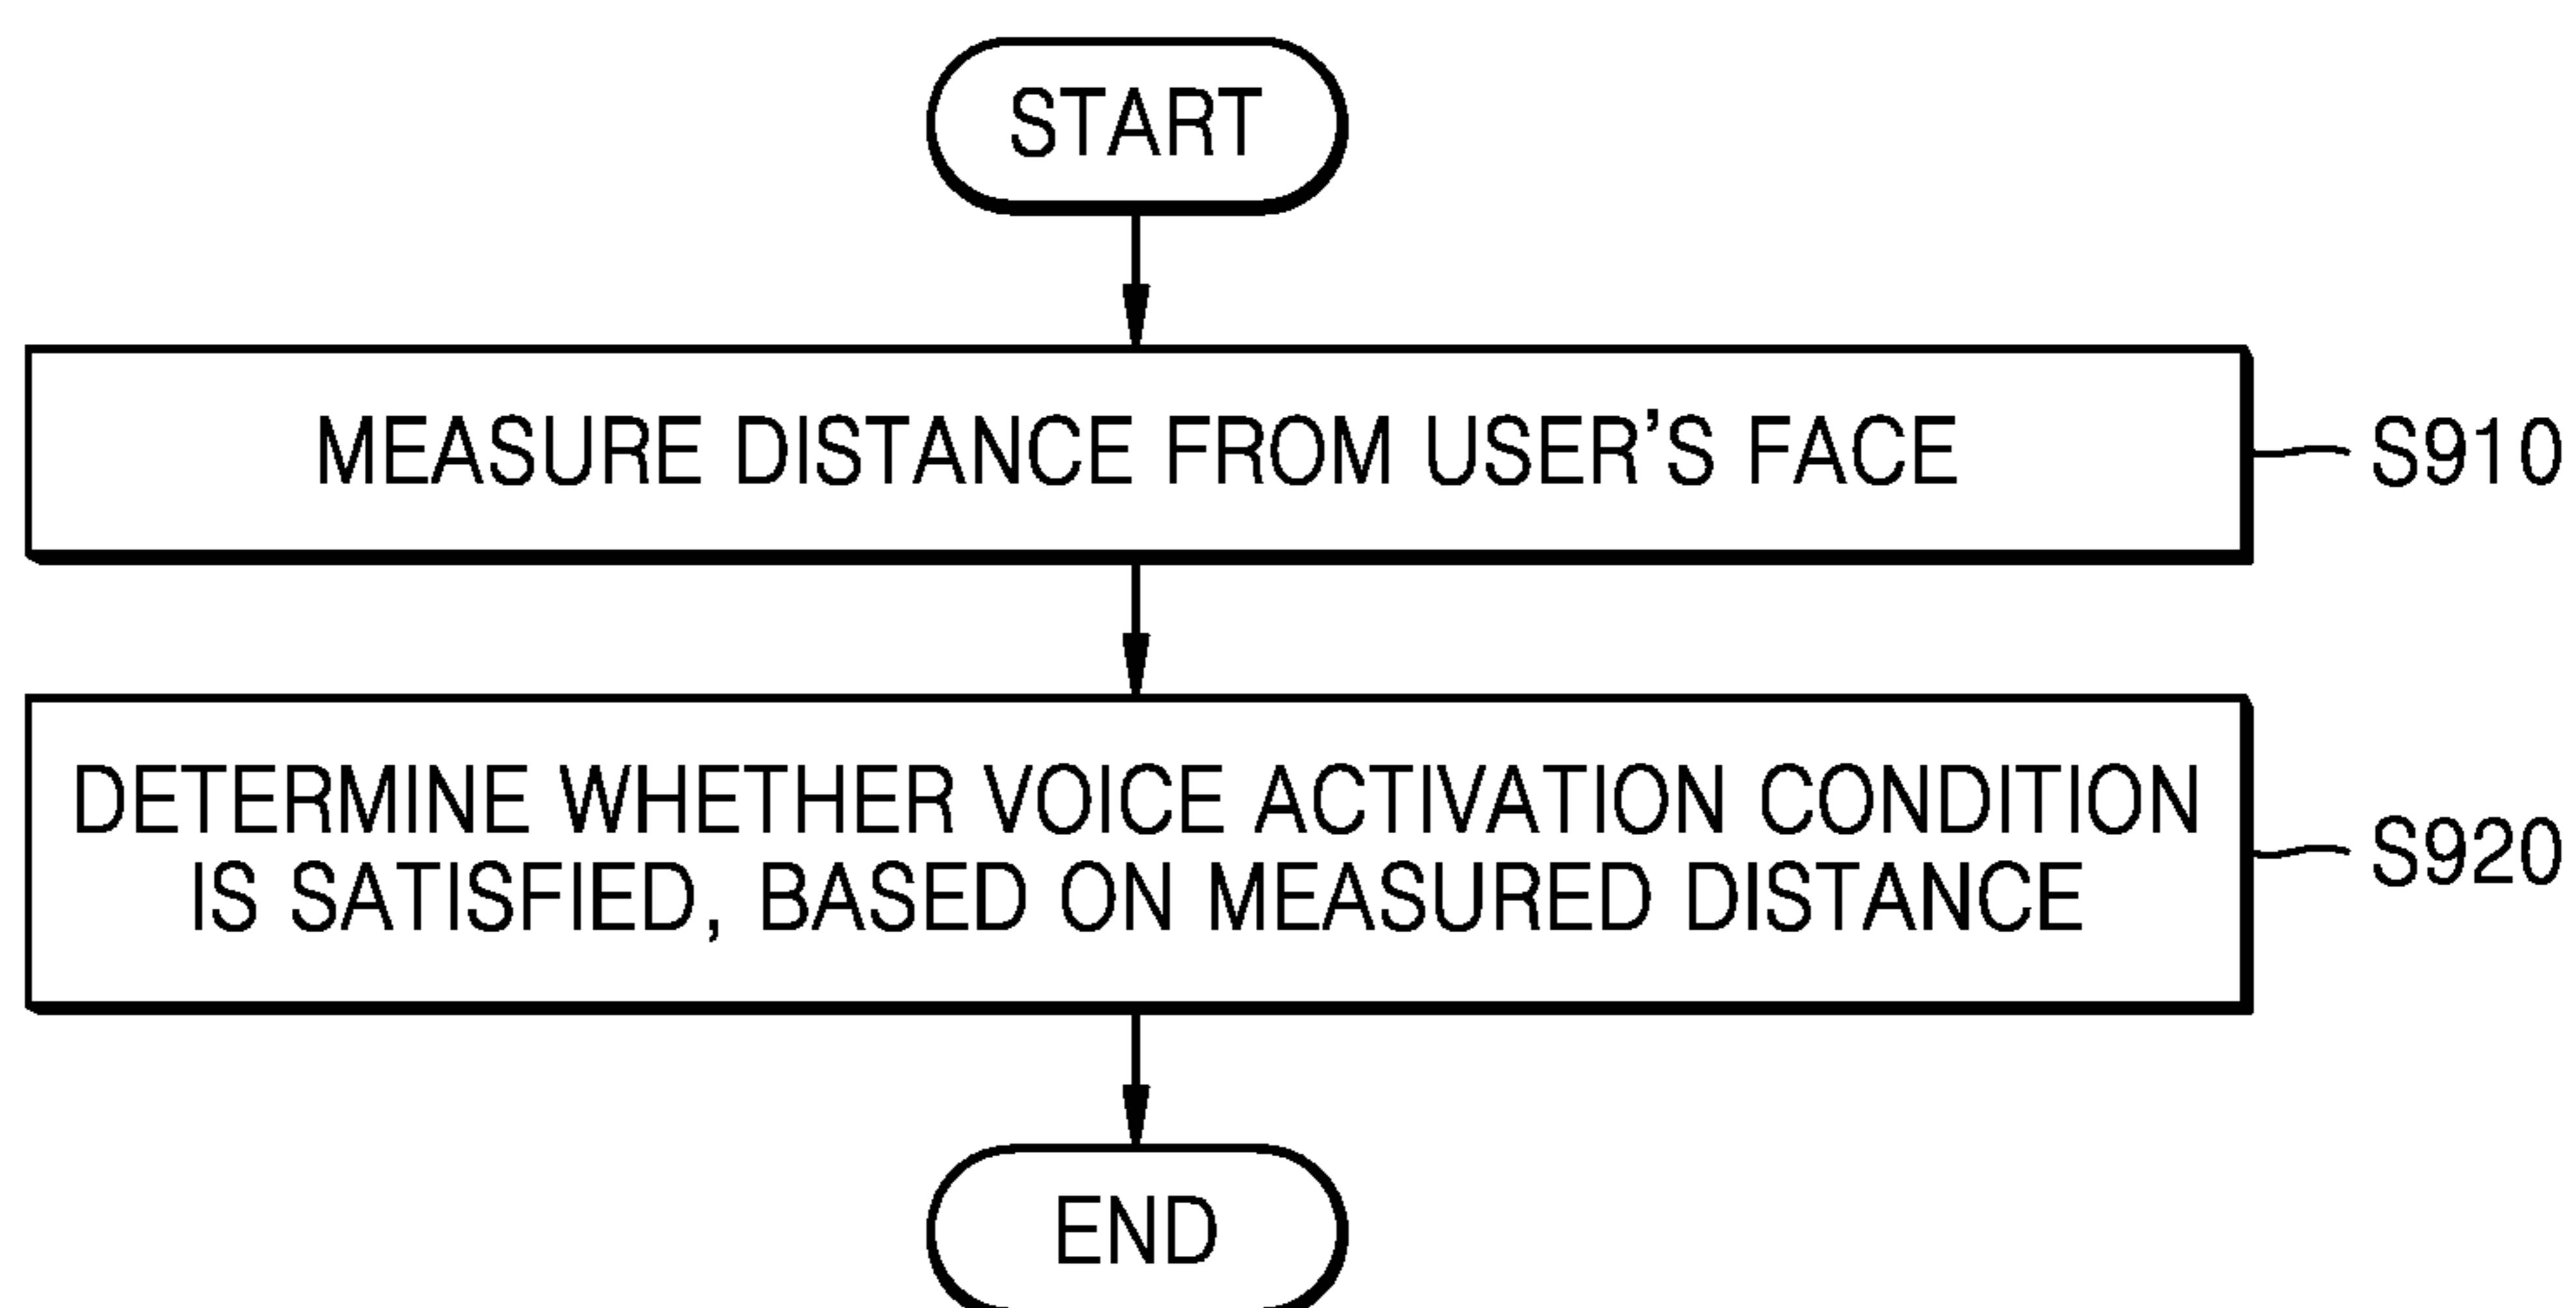 START
MEASURE DISTANCE FROM USER'S FACE
S910
DETERMINE WHETHER VOICE ACTIVATION CONDITION
IS SATISFIED, BASED ON MEASURED DISTANCE
S920
END